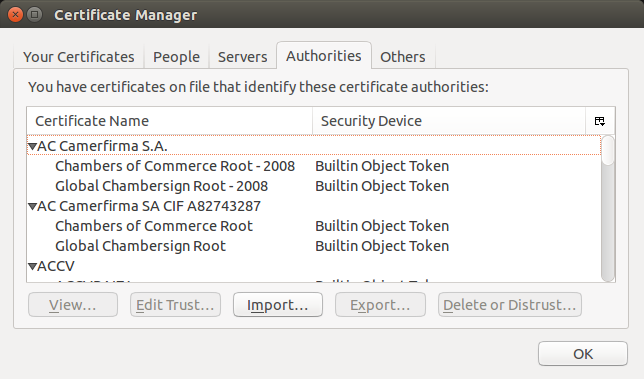 Certificate Manager
Your Certificates People Servers Authorities Others
You have certificates on file that identify these certificate authorities:
Certificate Name Security Device
AC Camerfirma S.A.
Chambers of Commerce Root - 2008 Builtin Object Token
Global Chambersign Root - 2008 Builtin Object Token
AC Camerfirma SA CIF A82743287
Chambers of Commerce Root Builtin Object Token
Global Chambersign Root Builtin Object Token
ACCV
Builtin Object Token
View... Edit Trust... Import... Export... Delete or Distrust...
OK